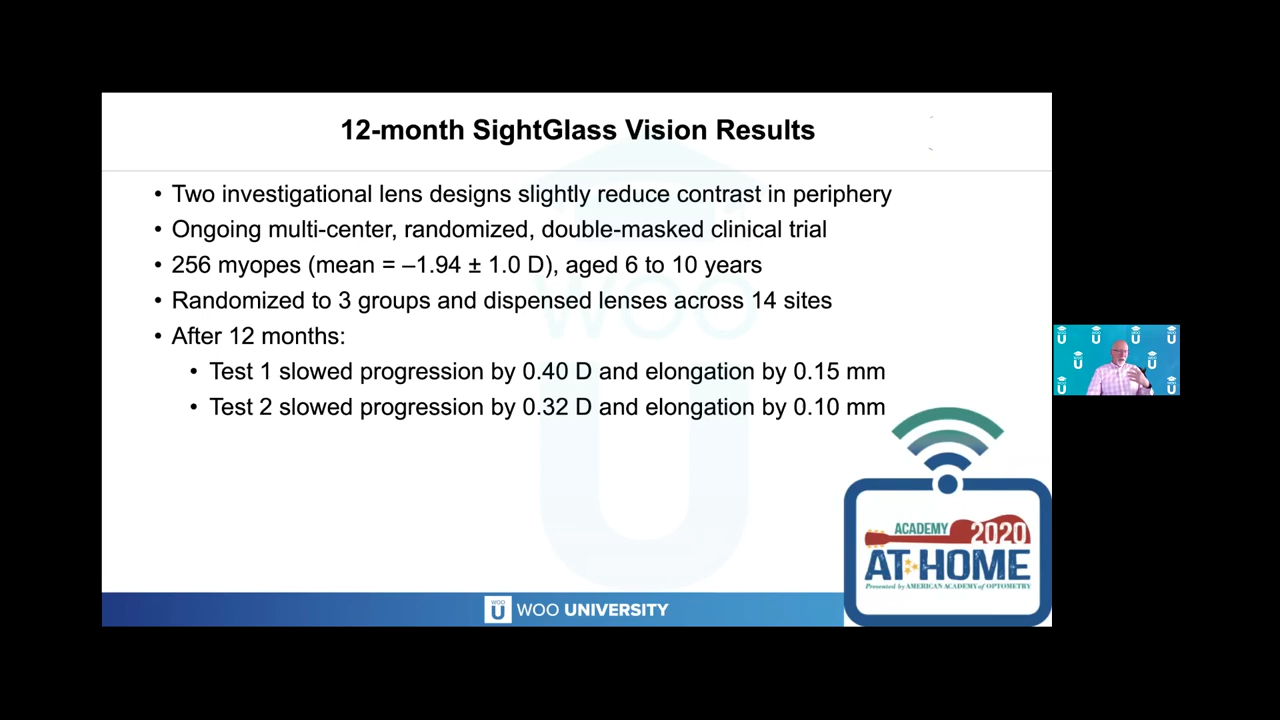 12-month SightGlass Vision Results
• Two investigational lens designs slightly reduce contrast in periphery
• Ongoing multi-center, randomized, double-masked clinical trial
• 256 myopes (mean = –1.94 ± 1.0 D), aged 6 to 10 years
• Randomized to 3 groups and dispensed lenses across 14 sites
• After 12 months:
• Test 1 slowed progression by 0.40 D and elongation by 0.15 mm
• Test 2 slowed progression by 0.32 D and elongation by 0.10 mm
WOO
U
ACADEMY 2020
AT HOME
Presented by AMERICAN ACADEMY of OPTOMETRY
WOO
U
WOO UNIVERSITY